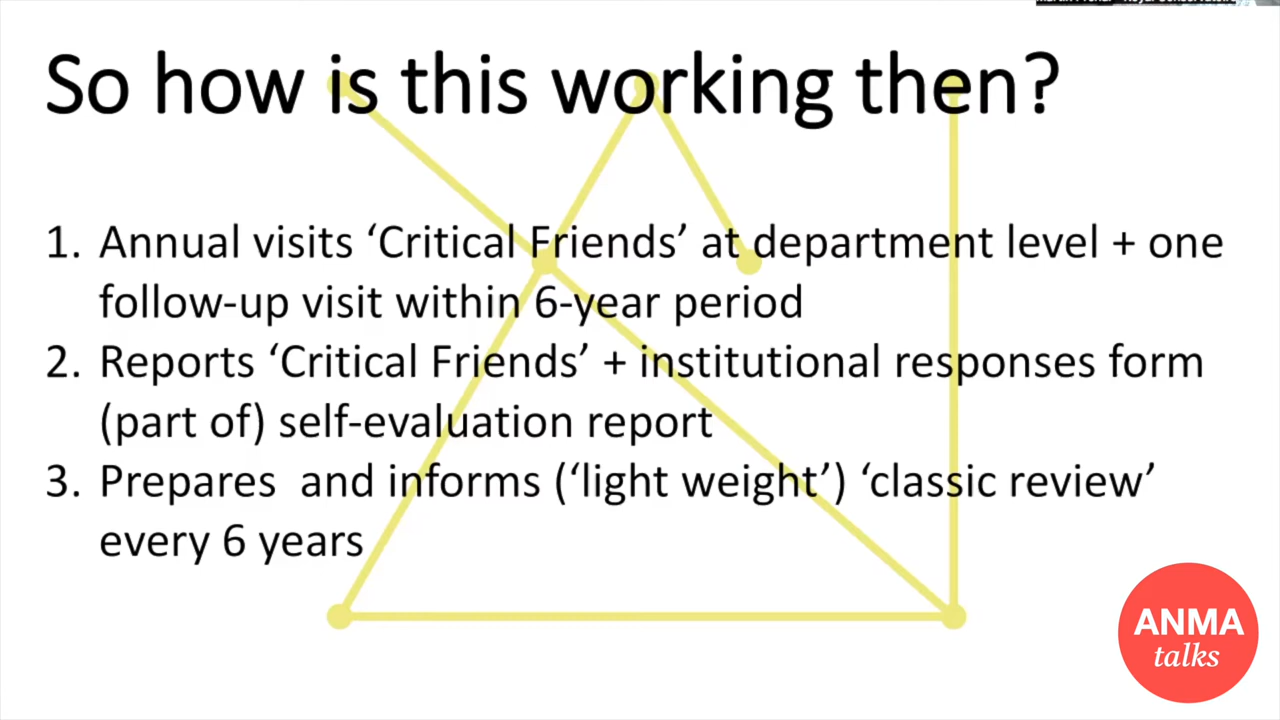 So how is this working then?
1. Annual visits ‘Critical Friends’ at department level + one
follow-up visit within 6-year period
2. Reports ‘Critical Friends’ + institutional responses form
(part of) self-evaluation report
3. Prepares  and informs (‘light weight’) ‘classic review’
every 6 years
ANMA
talks